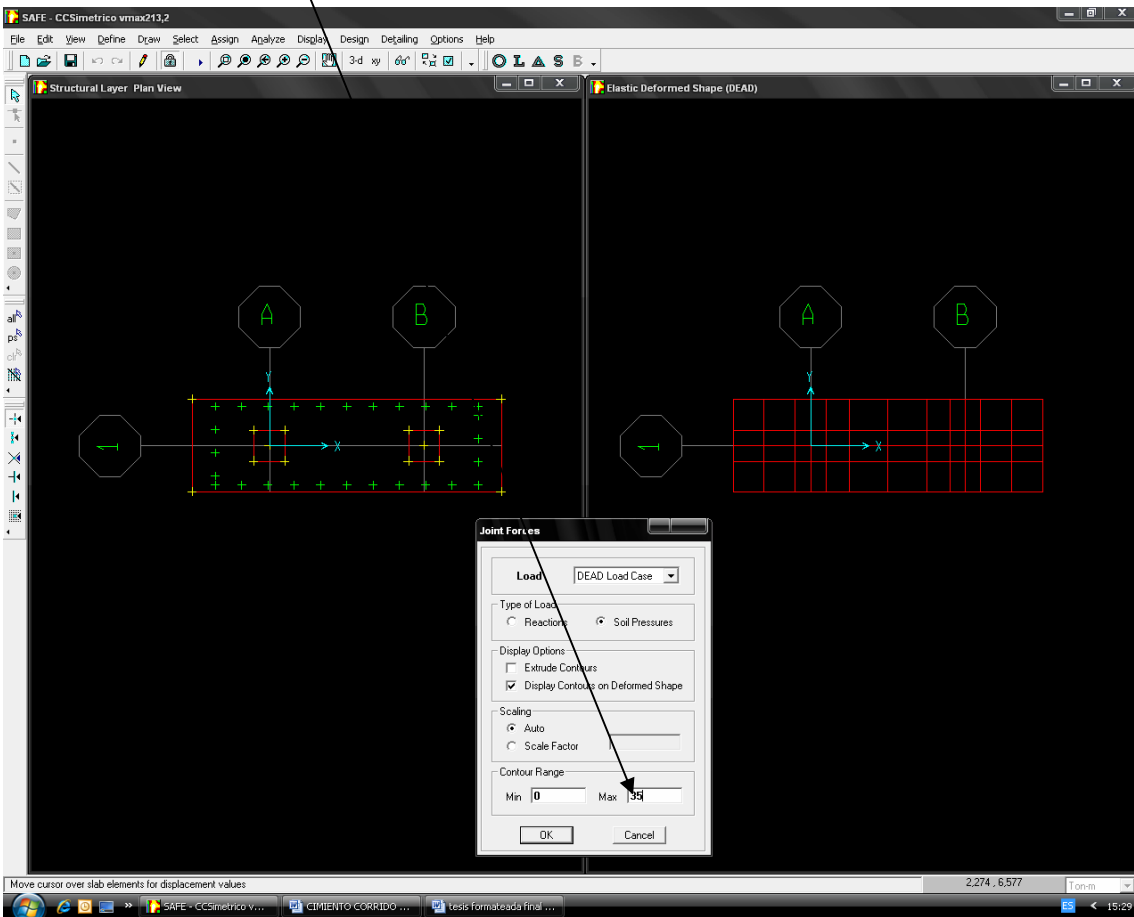 SAFE - CCSimetrico vmax213,2
File Edit View Define Draw Select Assign Analyze Display Design Detailing Options Help
3-d xy
O L A S B
Structural Layer Plan View
Elastic Deformed Shape (DEAD)
all
ps
clr
A
B
Y
X
1
A
B
Y
X
1
Joint Forces
Load DEAD Load Case
Type of Load
Reactions Soil Pressures
Display Options
Extrude Contours
Display Contours on Deformed Shape
Scaling
Auto
Scale Factor
Contour Range
Min 0 Max 35
OK Cancel
Move cursor over slab elements for displacement values 2,274 , 6,577 Ton-m
SAFE - CCSimetrico v... CIMIENTO CORRIDO ... tesis formateada final ... ES 15:29